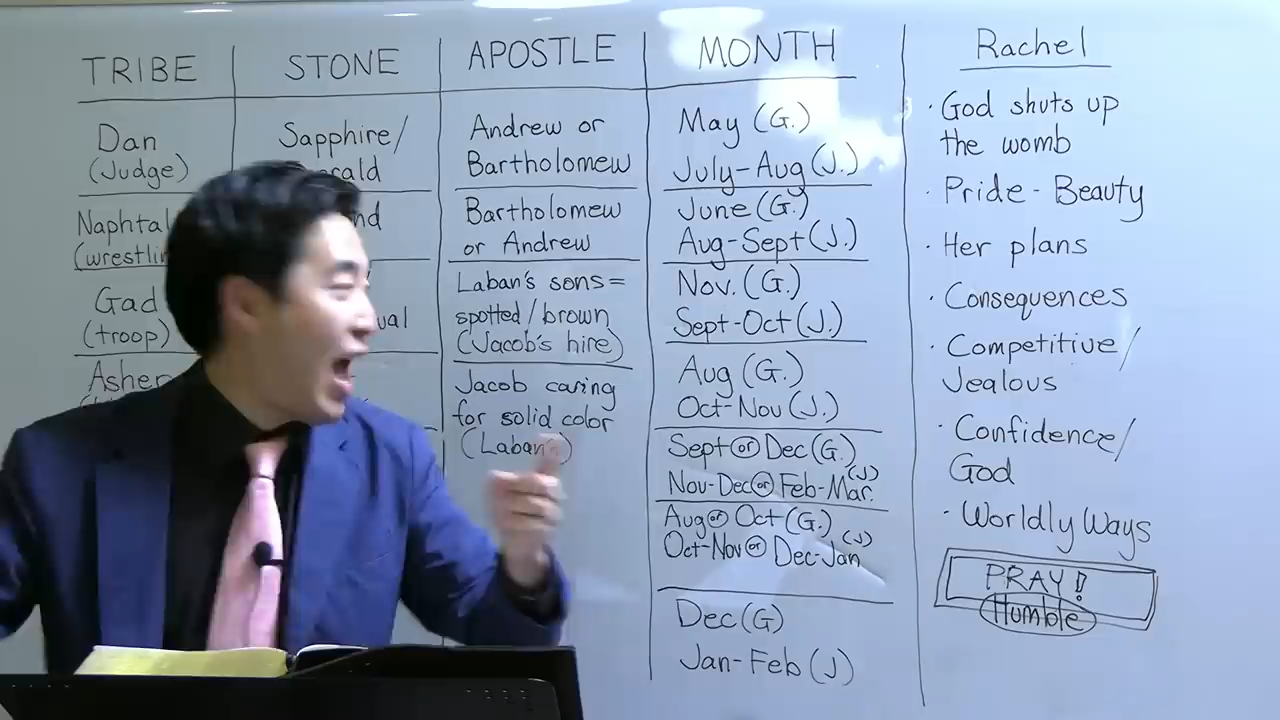 TRIBE
Dan
(Judge)
Gad
(troop)
Asher
STONE
Sapphire/
APOSTLE
Andrew or
Bartholomew
Bartholomew
or Andrew
Laban's sons=
spotted/brown
(Jacob's hire)
Jacob caring
for solid color
MONTH
May (G.)
July-Aug (J.)
June (G.)
Aug-Sept (J.)
Nov. (G.)
Sept-Oct (J.)
Aug (G.)
Oct-Nov (J.)
Sept or Dec (G.)
Nov-Dec or Feb-Mar. (J)
Aug or Oct (G.)
Oct-Nov or Dec-Jan (J)
Dec (G)
Jan-Feb (J)
Rachel
· God shuts up
the womb
· Pride - Beauty
· Her plans
· Consequences
· Competitive/
Jealous
· Confidence/
God
· Worldly Ways
PRAY!
Humble